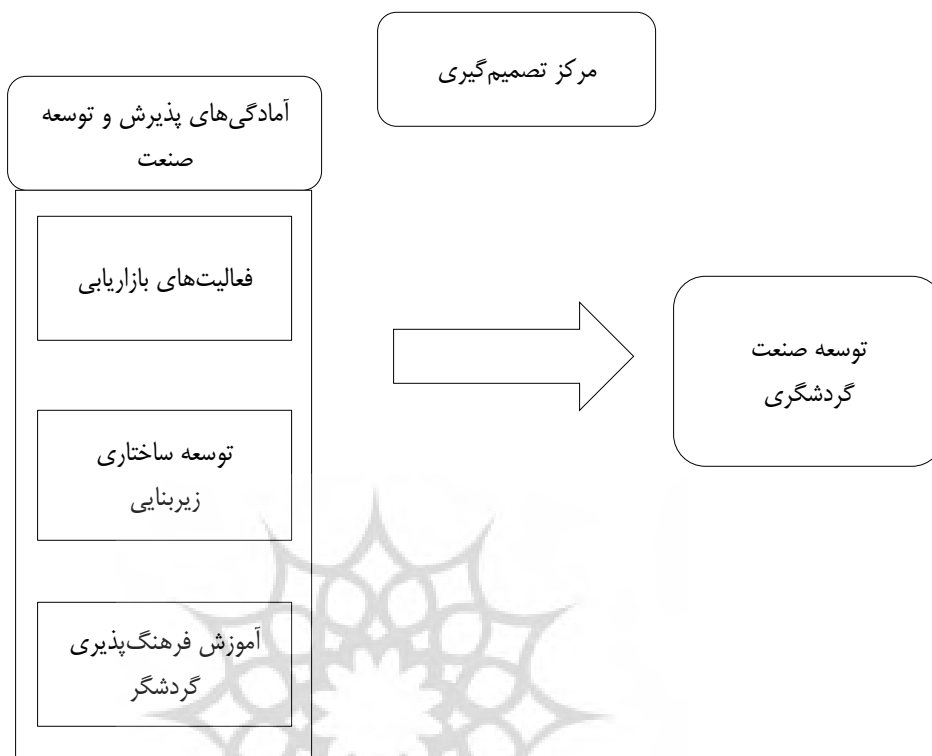 مرکز تصمیم‌گیری
آمادگی‌های پذیرش و توسعه
صنعت
فعالیت‌های بازاریابی
توسعه ساختاری
زیربنایی
آموزش فرهنگ‌پذیری
گردشگر
توسعه صنعت
گردشگری